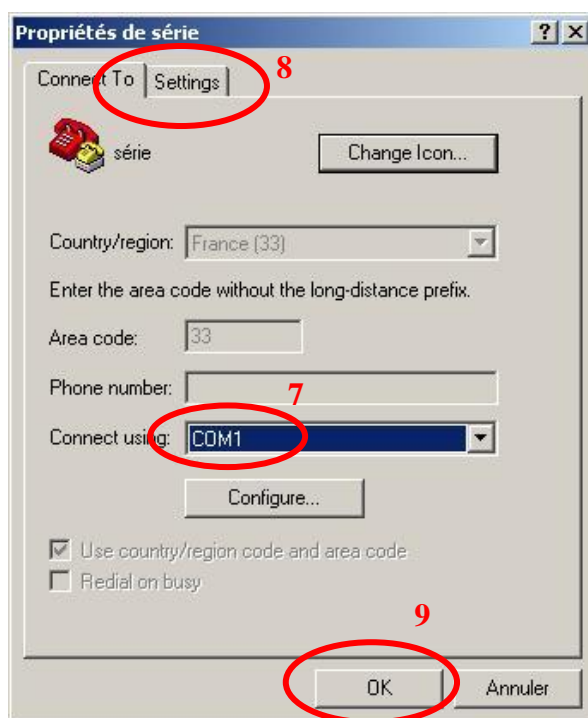 Propriétés de série
8
Connect To Settings
série Change Icon...
Country/region: France (33)
Enter the area code without the long-distance prefix.
Area code: 33
Phone number:
7
Connect using: COM1
Configure...
Use country/region code and area code
Redial on busy
9
OK Annuler